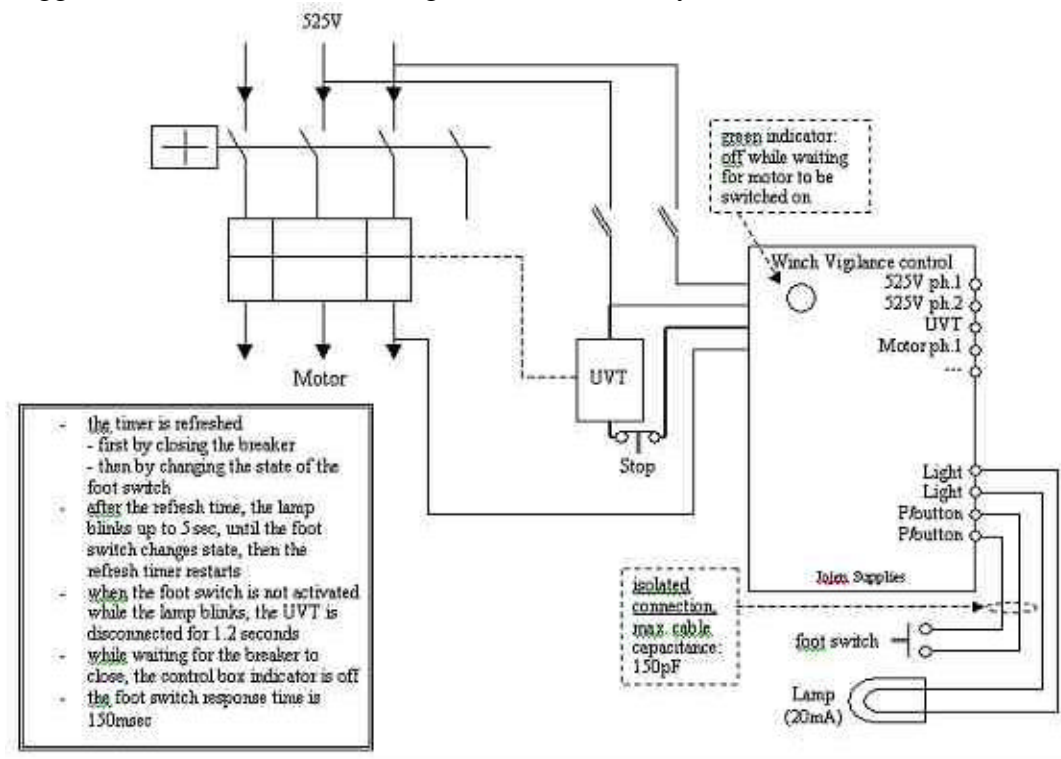 525V
green indicator:
off while waiting
for motor to be
switched on
Winch Vigilance control
525V ph.1
525V ph.2
UVT
Motor ph.1
...
UVT
Motor
Stop
- the timer is refreshed
- first by closing the breaker
- then by changing the state of the
foot switch
- after the refresh time, the lamp
blinks up to 5 sec, until the foot
switch changes state, then the
refresh timer restarts
- when the foot switch is not activated
while the lamp blinks, the UVT is
disconnected for 1.2 seconds
- while waiting for the breaker to
close, the control box indicator is off
- the foot switch response time is
150msec
Light
Light
P/button
P/button
Supplies
isolated
connection,
max. cable
capacitance:
150pF
foot switch
Lamp
(20mA)